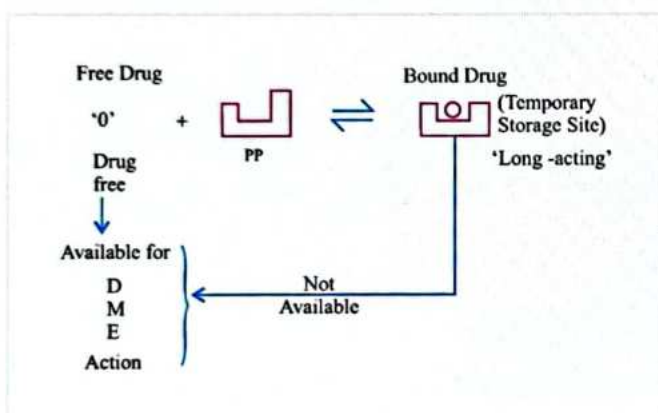 Free Drug
Bound Drug
'0' + PP
(Temporary
Storage Site)
'Long -acting'
Drug
free
Available for
D
M
E
Action
Not
Available